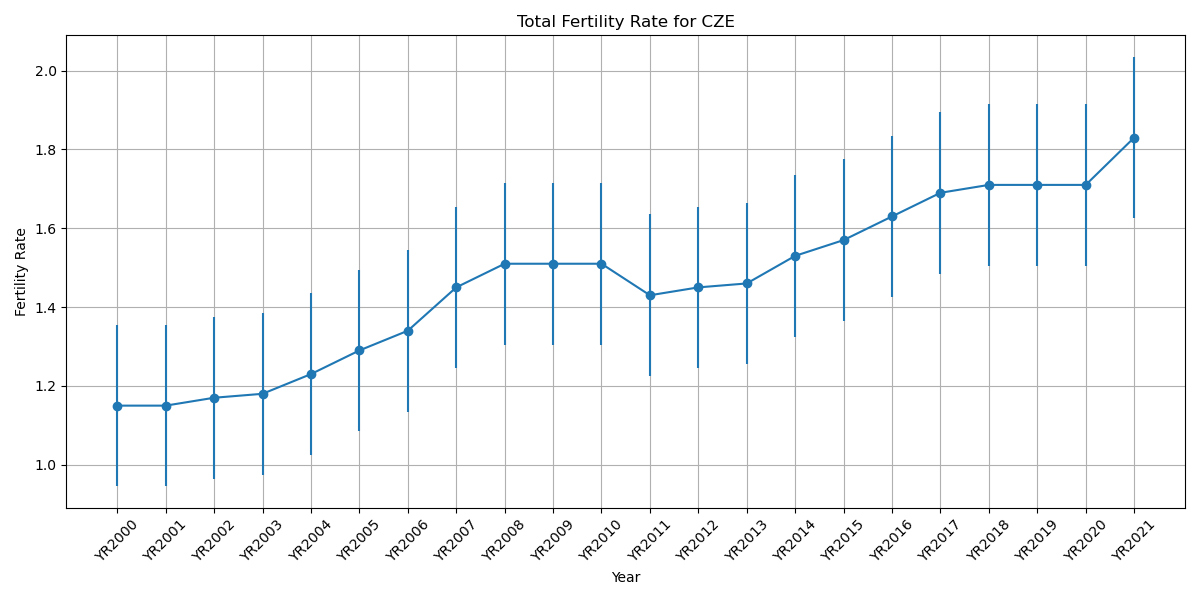 Total Fertility Rate for CZE
Fertility Rate
2.0
1.8
1.6
1.4
1.2
1.0
YR2000
YR2001
YR2002
YR2003
YR2004
YR2005
YR2006
YR2007
YR2008
YR2009
YR2010
YR2011
YR2012
YR2013
YR2014
YR2015
YR2016
YR2017
YR2018
YR2019
YR2020
YR2021
Year